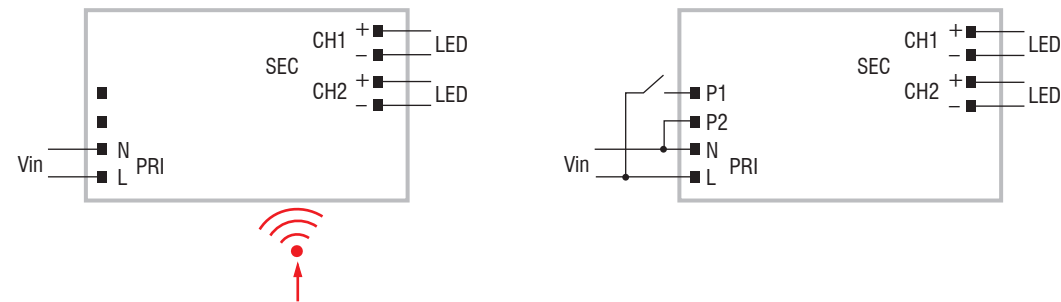 CH1 + LED
–
SEC
CH2 + LED
–
N
Vin PRI
L
CH1 + LED
–
SEC
CH2 + LED
–
P1
P2
N
Vin PRI
L